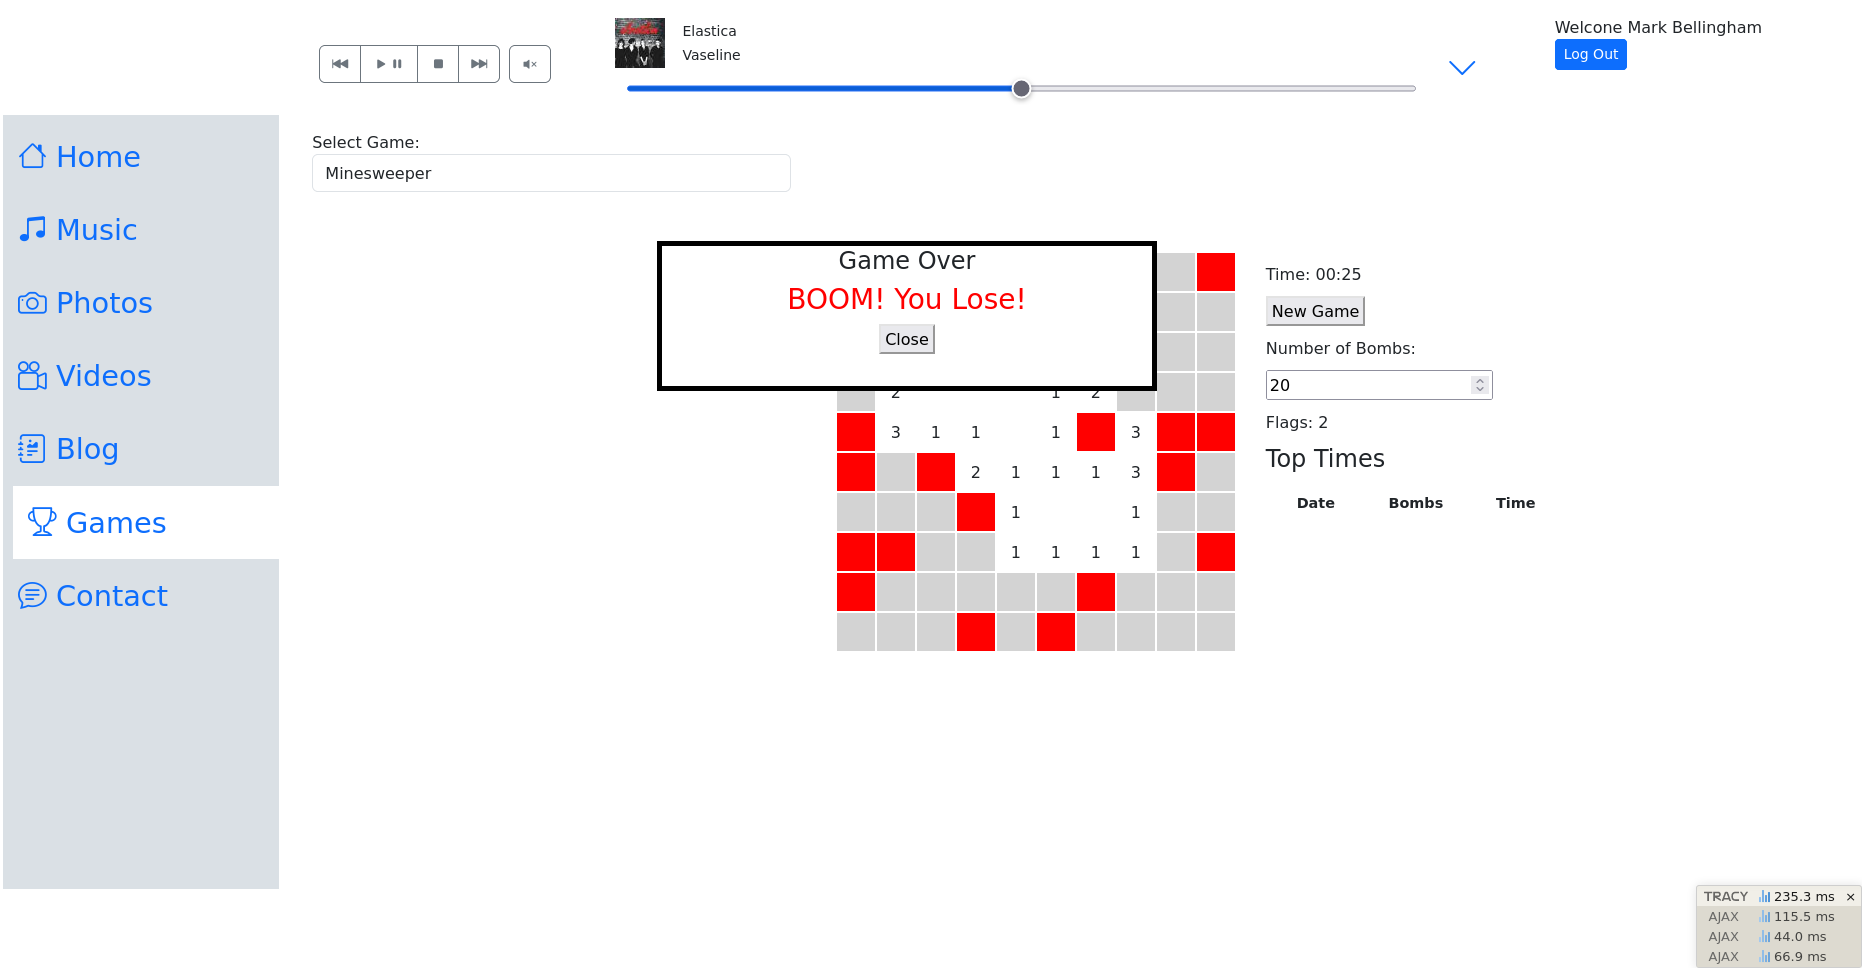 Elastica
Vaseline
Welcone Mark Bellingham
Log Out
Home
Music
Photos
Videos
Blog
Games
Contact
Select Game:
Minesweeper
Game Over
BOOM! You Lose!
Close
2 1 2
3 1 1 1 3
2 1 1 1 3
1 1
1 1 1 1
Time: 00:25
New Game
Number of Bombs:
20
Flags: 2
Top Times
Date Bombs Time
TRACY 235.3 ms ×
AJAX 115.5 ms
AJAX 44.0 ms
AJAX 66.9 ms